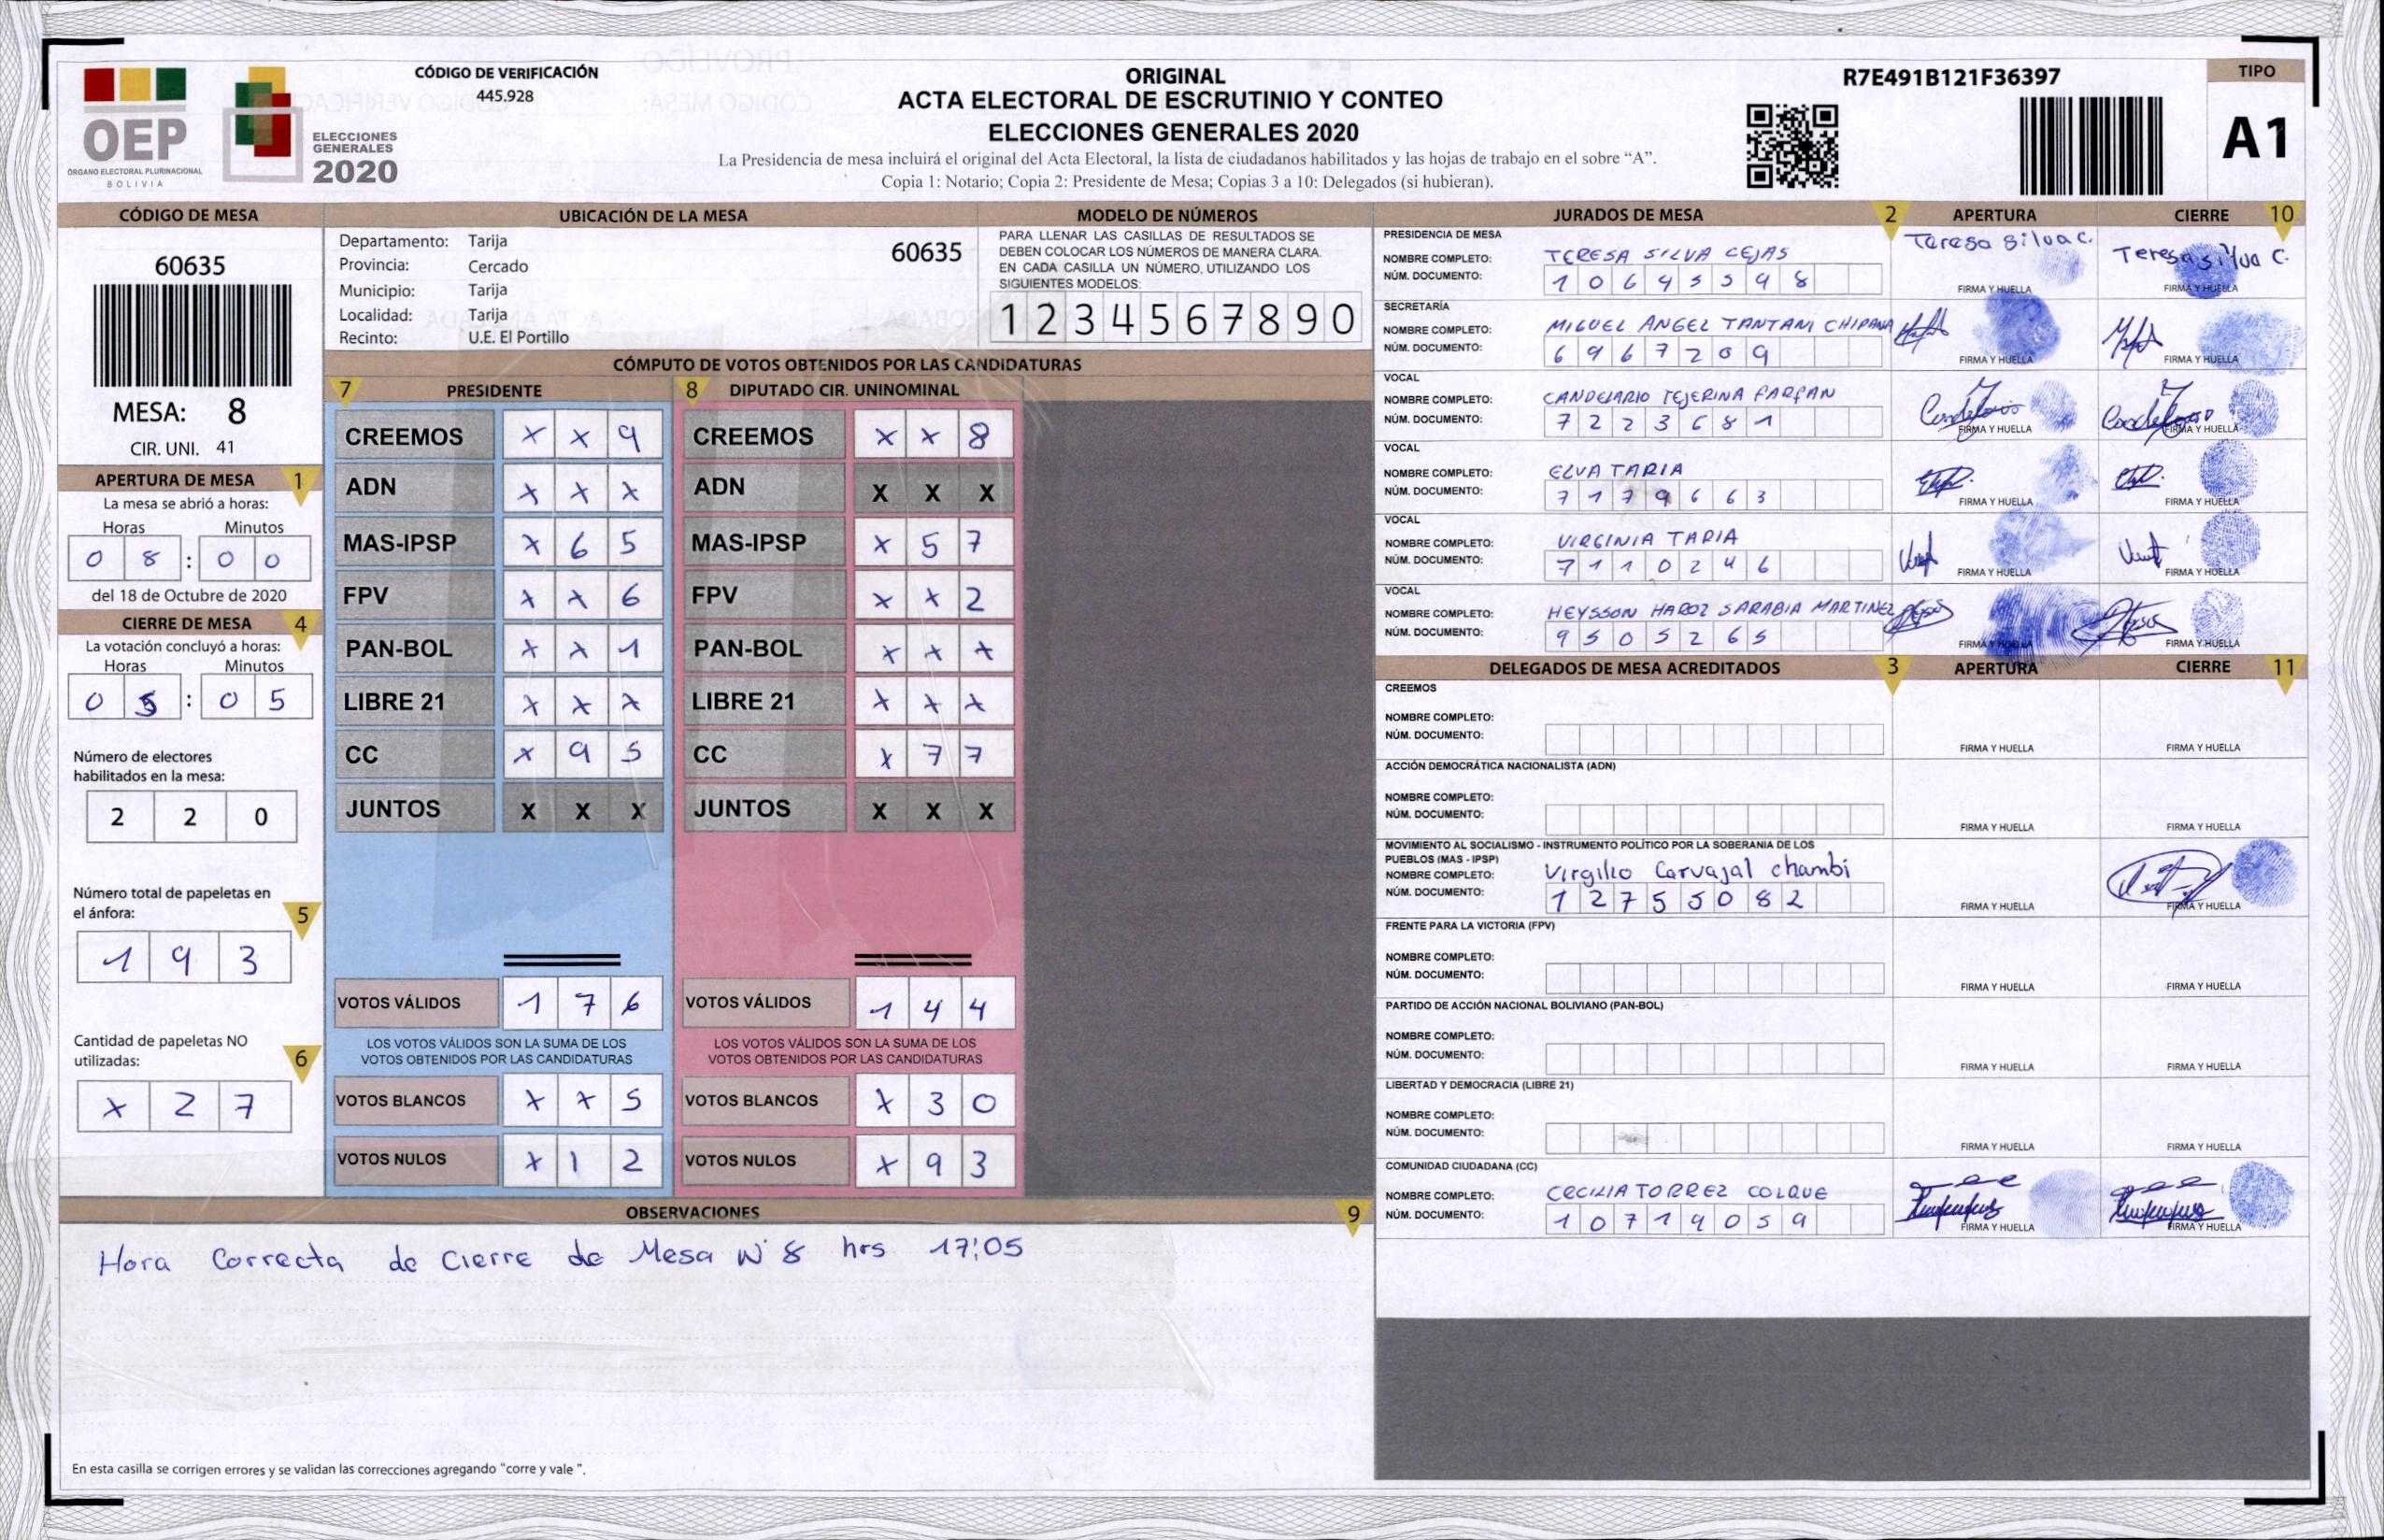 OEP
ÓRGANO ELECTORAL PLURINACIONAL
BOLIVIA
ELECCIONES
GENERALES
2020
CÓDIGO DE VERIFICACIÓN
445.928
ORIGINAL
ACTA ELECTORAL DE ESCRUTINIO Y CONTEO
ELECCIONES GENERALES 2020
La Presidencia de mesa incluirá el original del Acta Electoral, la lista de ciudadanos habilitados y las hojas de trabajo en el sobre “A”.
Copia 1: Notario; Copia 2: Presidente de Mesa; Copias 3 a 10: Delegados (si hubieran).
R7E491B121F36397
TIPO
A1
CÓDIGO DE MESA
60635
MESA: 8
CIR. UNI. 41
APERTURA DE MESA 1
La mesa se abrió a horas:
Horas Minutos
0 8 : 0 0
del 18 de Octubre de 2020
CIERRE DE MESA 4
La votación concluyó a horas:
Horas Minutos
0 5 : 0 5
Número de electores
habilitados en la mesa:
2 2 0
Número total de papeletas en
el ánfora: 5
1 9 3
Cantidad de papeletas NO
utilizadas: 6
x 2 7
UBICACIÓN DE LA MESA
Departamento: Tarija
Provincia: Cercado
Municipio: Tarija
Localidad: Tarija
Recinto: U.E. El Portillo
60635
MODELO DE NÚMEROS
PARA LLENAR LAS CASILLAS DE RESULTADOS SE
DEBEN COLOCAR LOS NÚMEROS DE MANERA CLARA.
EN CADA CASILLA UN NÚMERO, UTILIZANDO LOS
SIGUIENTES MODELOS:
1 2 3 4 5 6 7 8 9 0
CÓMPUTO DE VOTOS OBTENIDOS POR LAS CANDIDATURAS
7 PRESIDENTE
CREEMOS x x 9
ADN x x x
MAS-IPSP x 6 5
FPV x x 6
PAN-BOL x x 1
LIBRE 21 x x x
CC x 9 5
JUNTOS X X X
VOTOS VÁLIDOS 1 7 6
LOS VOTOS VÁLIDOS SON LA SUMA DE LOS
VOTOS OBTENIDOS POR LAS CANDIDATURAS
VOTOS BLANCOS x x 5
VOTOS NULOS x 1 2
8 DIPUTADO CIR. UNINOMINAL
CREEMOS x x 8
ADN X X X
MAS-IPSP x 5 7
FPV x x 2
PAN-BOL x x x
LIBRE 21 x x x
CC x 7 7
JUNTOS X X X
VOTOS VÁLIDOS 1 4 4
LOS VOTOS VÁLIDOS SON LA SUMA DE LOS
VOTOS OBTENIDOS POR LAS CANDIDATURAS
VOTOS BLANCOS x 3 0
VOTOS NULOS x 9 3
OBSERVACIONES 9
Hora Correcta de Cierre de Mesa N° 8 hrs 17:05
En esta casilla se corrigen errores y se validan las correcciones agregando “corre y vale ”.
JURADOS DE MESA 2 APERTURA CIERRE 10
PRESIDENCIA DE MESA
NOMBRE COMPLETO: TERESA SILVA CEJAS
NÚM. DOCUMENTO: 1 0 6 4 5 5 9 8
Teresa Silva C. Teresa Silva C.
FIRMA Y HUELLA FIRMA Y HUELLA
SECRETARÍA
NOMBRE COMPLETO: MIGUEL ANGEL TANTANI CHIPANA
NÚM. DOCUMENTO: 6 9 6 7 2 0 9
FIRMA Y HUELLA FIRMA Y HUELLA
VOCAL
NOMBRE COMPLETO: CANDELARIO TEJERINA FARFAN
NÚM. DOCUMENTO: 7 2 2 3 6 8 1
FIRMA Y HUELLA FIRMA Y HUELLA
VOCAL
NOMBRE COMPLETO: ELVA TARIA
NÚM. DOCUMENTO: 7 1 7 9 6 6 3
FIRMA Y HUELLA FIRMA Y HUELLA
VOCAL
NOMBRE COMPLETO: VIRGINIA TAPIA
NÚM. DOCUMENTO: 7 1 1 0 2 4 6
FIRMA Y HUELLA FIRMA Y HUELLA
VOCAL
NOMBRE COMPLETO: HEYSSON HAROZ SARABIA MARTINEZ
NÚM. DOCUMENTO: 9 5 0 5 2 6 5
FIRMA Y HUELLA FIRMA Y HUELLA
DELEGADOS DE MESA ACREDITADOS 3 APERTURA CIERRE 11
CREEMOS
NOMBRE COMPLETO:
NÚM. DOCUMENTO:
FIRMA Y HUELLA FIRMA Y HUELLA
ACCIÓN DEMOCRÁTICA NACIONALISTA (ADN)
NOMBRE COMPLETO:
NÚM. DOCUMENTO:
FIRMA Y HUELLA FIRMA Y HUELLA
MOVIMIENTO AL SOCIALISMO - INSTRUMENTO POLÍTICO POR LA SOBERANIA DE LOS
PUEBLOS (MAS - IPSP)
NOMBRE COMPLETO: Virgilio Carvajal chambi
NÚM. DOCUMENTO: 1 2 7 5 5 0 8 2
FIRMA Y HUELLA FIRMA Y HUELLA
FRENTE PARA LA VICTORIA (FPV)
NOMBRE COMPLETO:
NÚM. DOCUMENTO:
FIRMA Y HUELLA FIRMA Y HUELLA
PARTIDO DE ACCIÓN NACIONAL BOLIVIANO (PAN-BOL)
NOMBRE COMPLETO:
NÚM. DOCUMENTO:
FIRMA Y HUELLA FIRMA Y HUELLA
LIBERTAD Y DEMOCRACIA (LIBRE 21)
NOMBRE COMPLETO:
NÚM. DOCUMENTO:
FIRMA Y HUELLA FIRMA Y HUELLA
COMUNIDAD CIUDADANA (CC)
NOMBRE COMPLETO: CECILIA TORREZ COLQUE
NÚM. DOCUMENTO: 1 0 7 1 9 0 5 9
FIRMA Y HUELLA FIRMA Y HUELLA